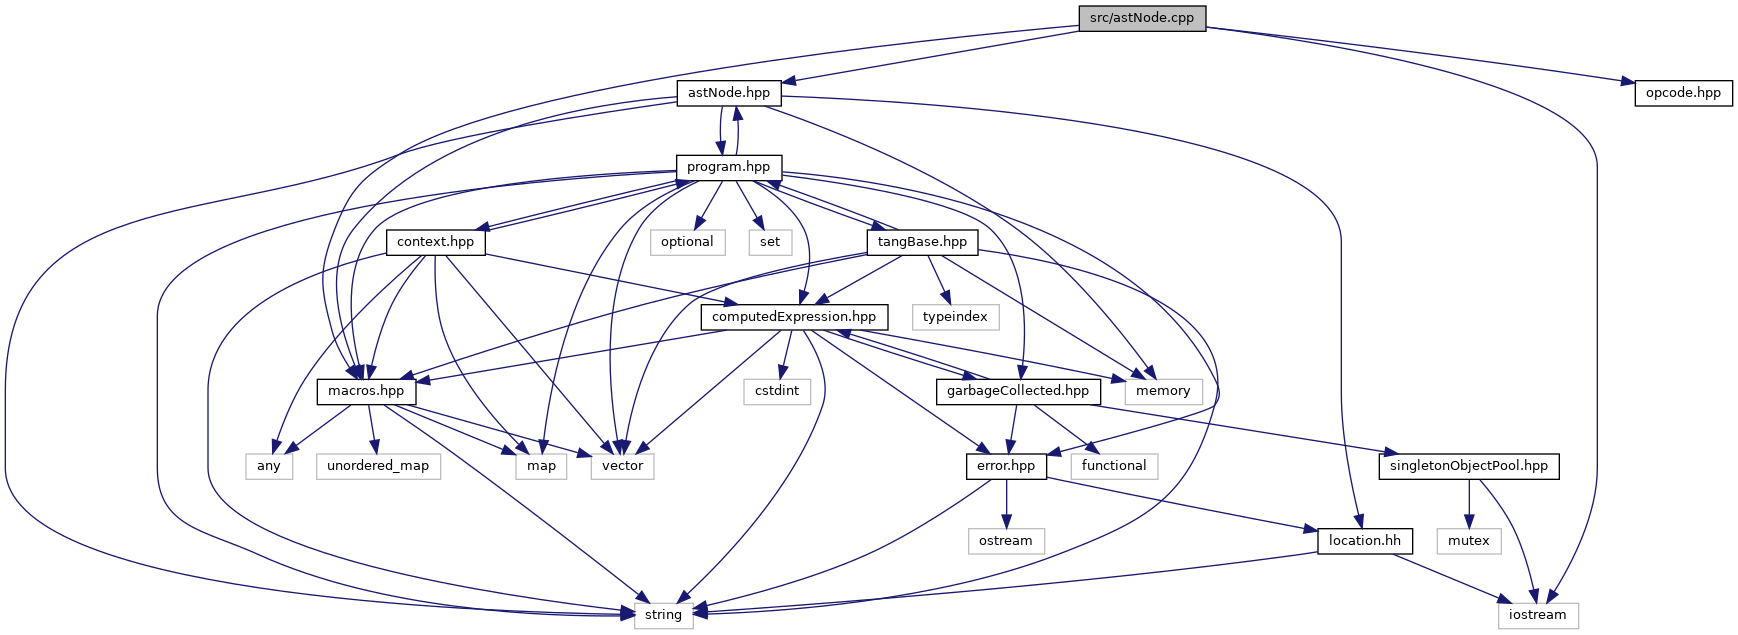 src/astNode.cpp
astNode.hpp
opcode.hpp
program.hpp
context.hpp
optional
set
tangBase.hpp
computedExpression.hpp
typeindex
macros.hpp
cstdint
garbageCollected.hpp
memory
any
unordered_map
map
vector
error.hpp
functional
singletonObjectPool.hpp
ostream
location.hh
mutex
string
iostream